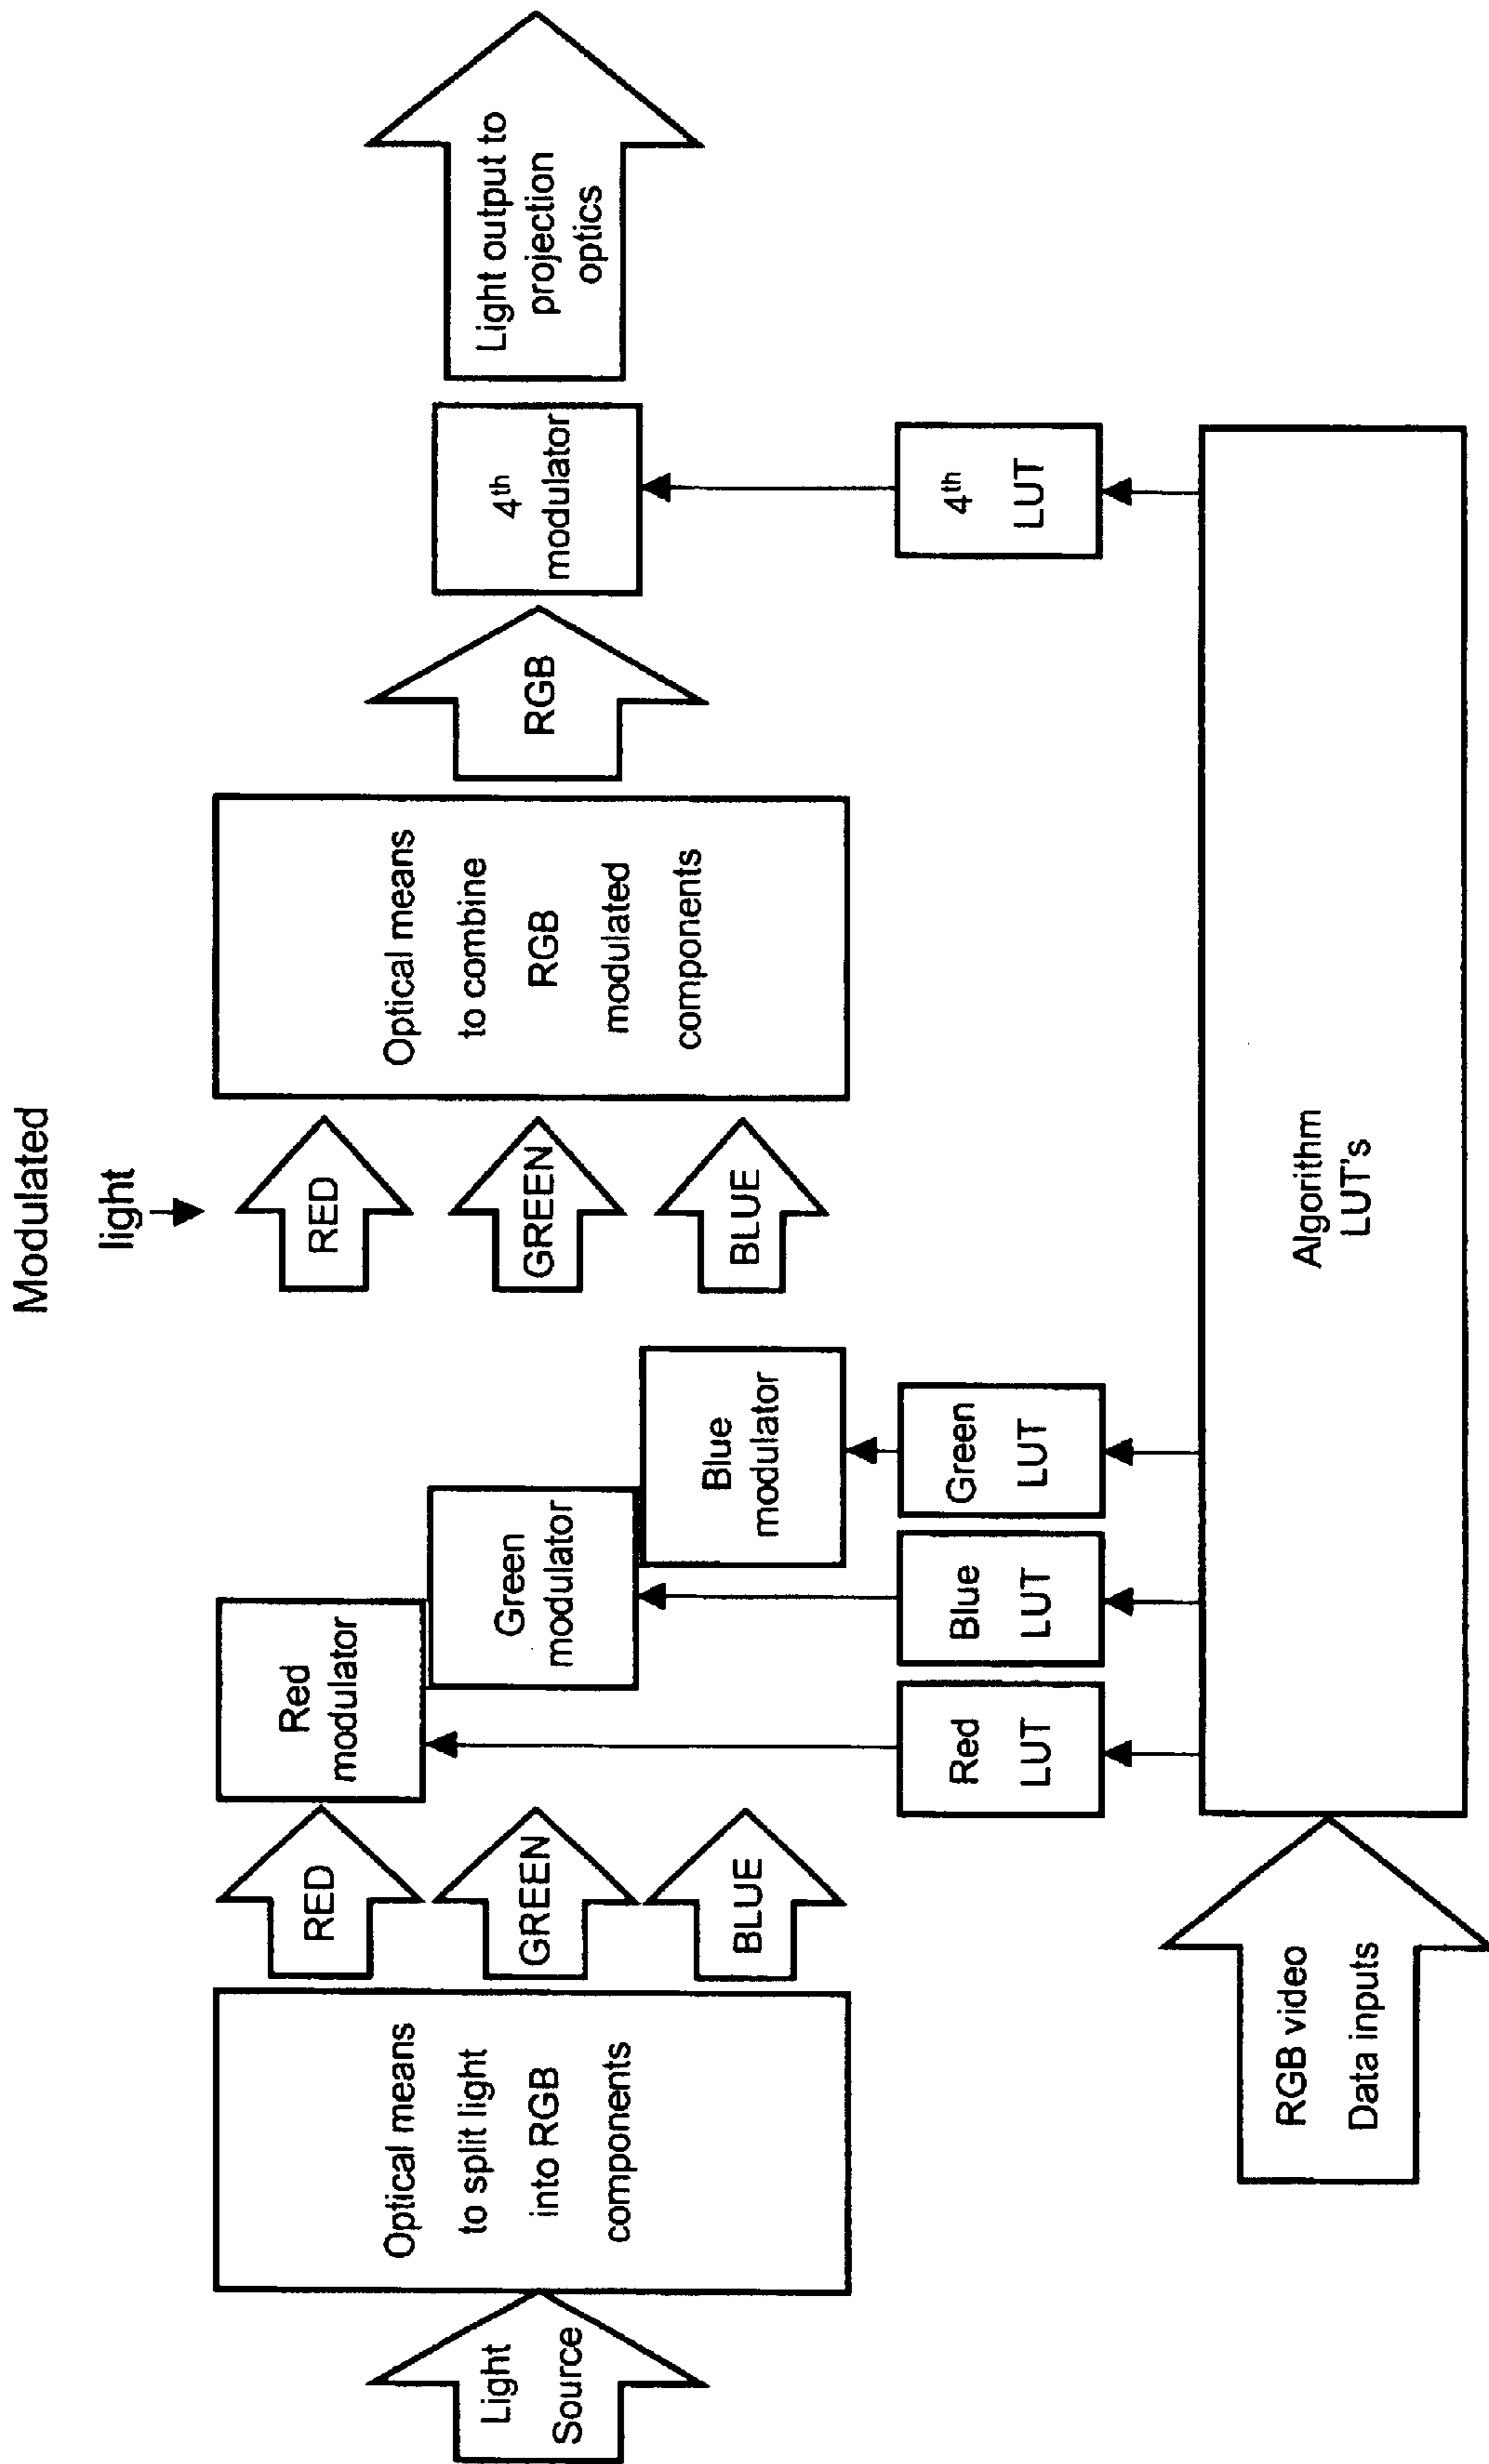 Modulated
light
Light
Source
Optical means
to split light
into RGB
components
RED
GREEN
BLUE
Red
modulator
Green
modulator
Blue
modulator
RED
GREEN
BLUE
Optical means
to combine
RGB
modulated
components
RGB
4th
modulator
Light output to
projection
optics
Red
LUT
Blue
LUT
Green
LUT
4th
LUT
RGB video
Data inputs
Algorithm
LUT's